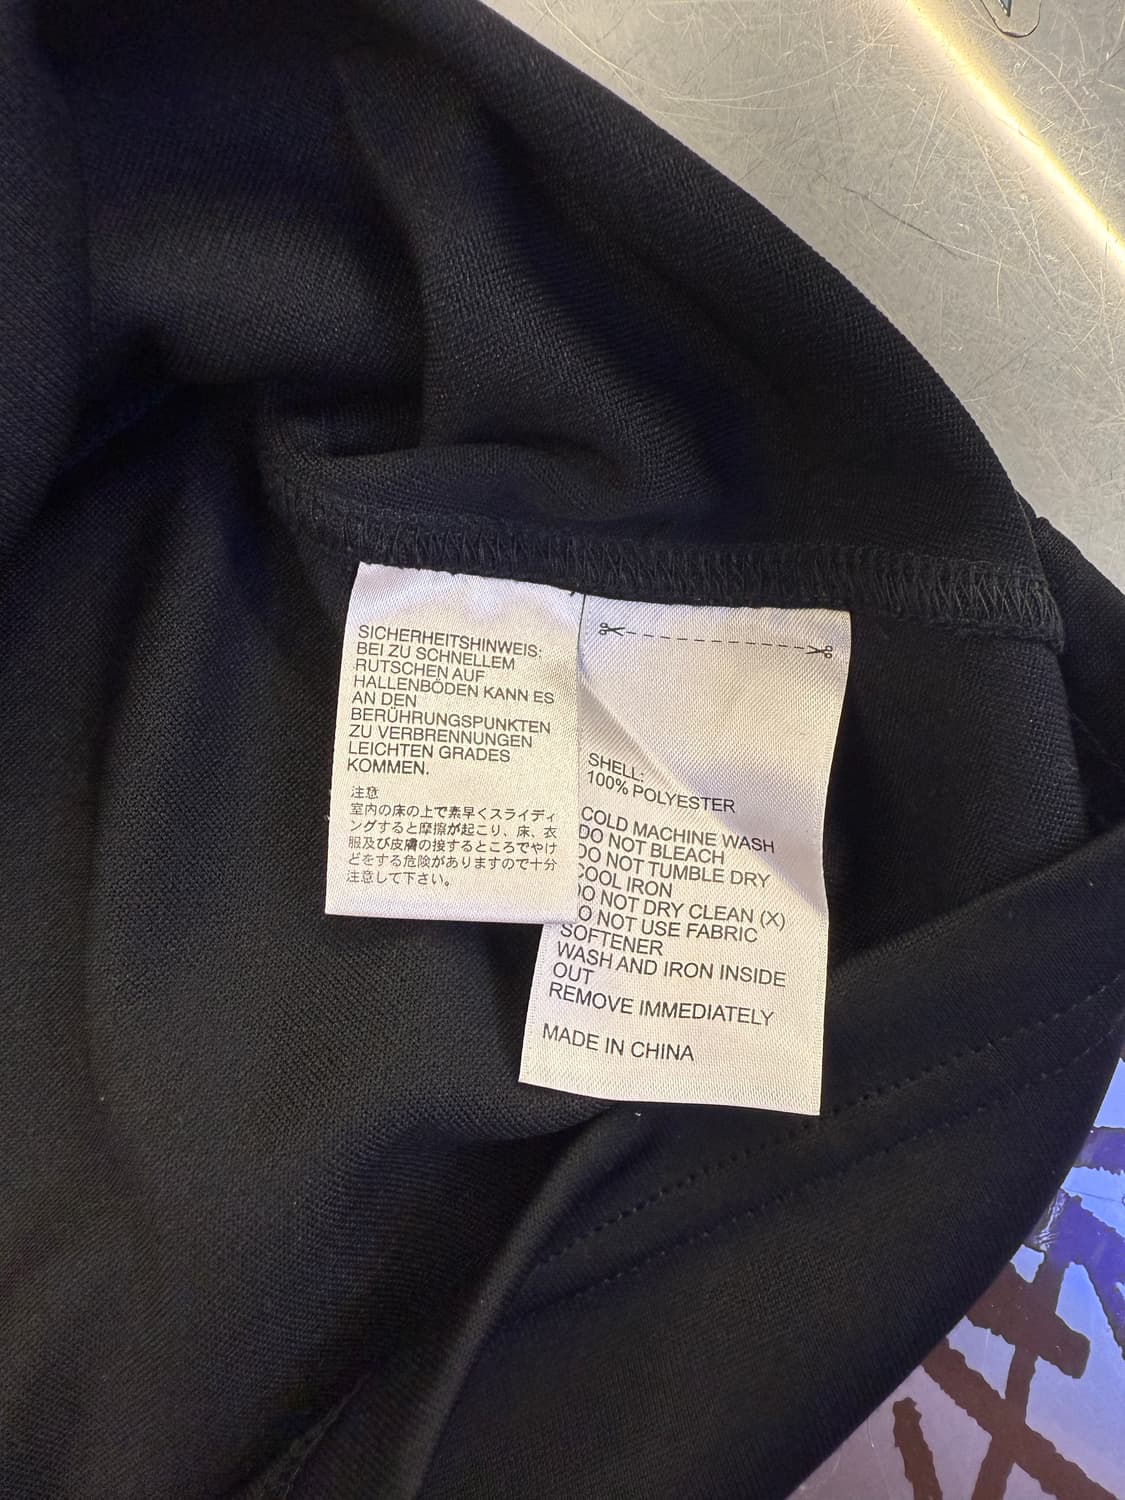 SICHERHEITSHINWEIS:
BEI ZU SCHNELLEM
RUTSCHEN AUF
HALLENBÖDEN KANN ES
AN DEN
BERÜHRUNGSPUNKTEN
ZU VERBRENNUNGEN
LEICHTEN GRADES
KOMMEN.
注意
室内の床の上で素早くスライディ
ングすると摩擦が起こり、床、衣
服及び皮膚の接するところでやけ
どをする危険がありますので十分
注意して下さい。
SHELL:
100% POLYESTER
COLD MACHINE WASH
DO NOT BLEACH
DO NOT TUMBLE DRY
COOL IRON
DO NOT DRY CLEAN (X)
DO NOT USE FABRIC
SOFTENER
WASH AND IRON INSIDE
OUT
REMOVE IMMEDIATELY
MADE IN CHINA